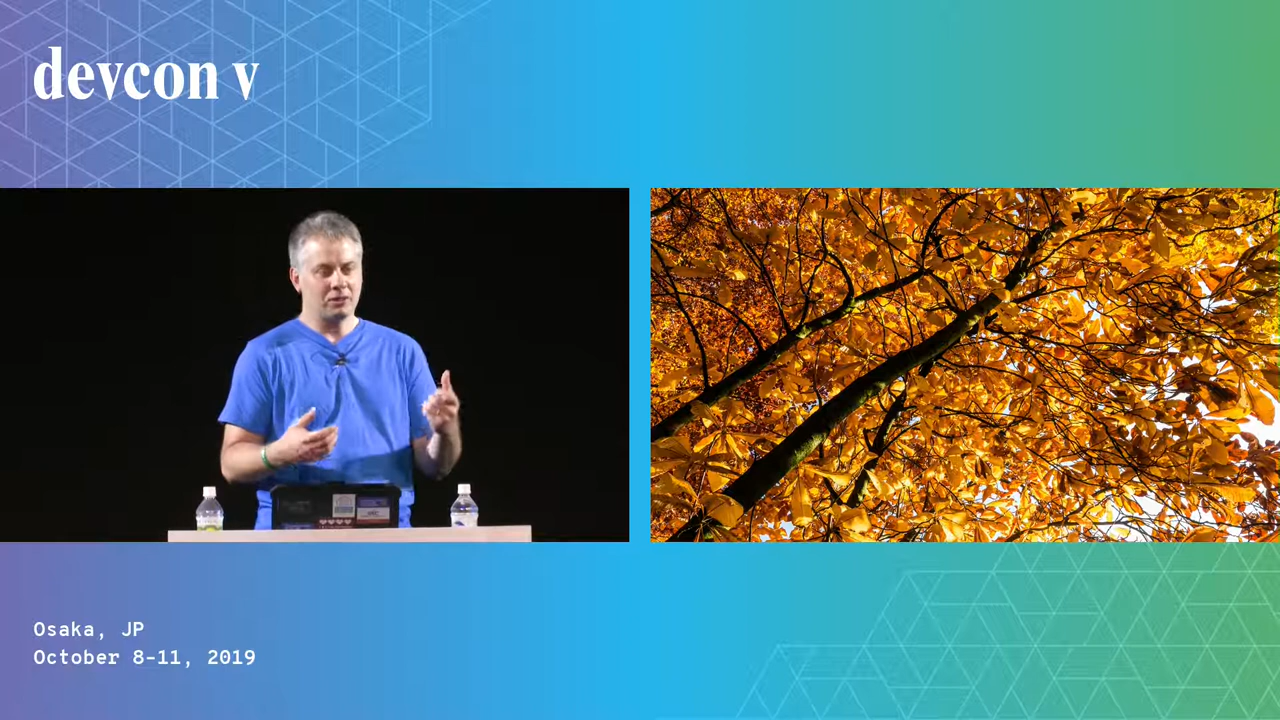 devcon v
Osaka, JP
October 8-11, 2019